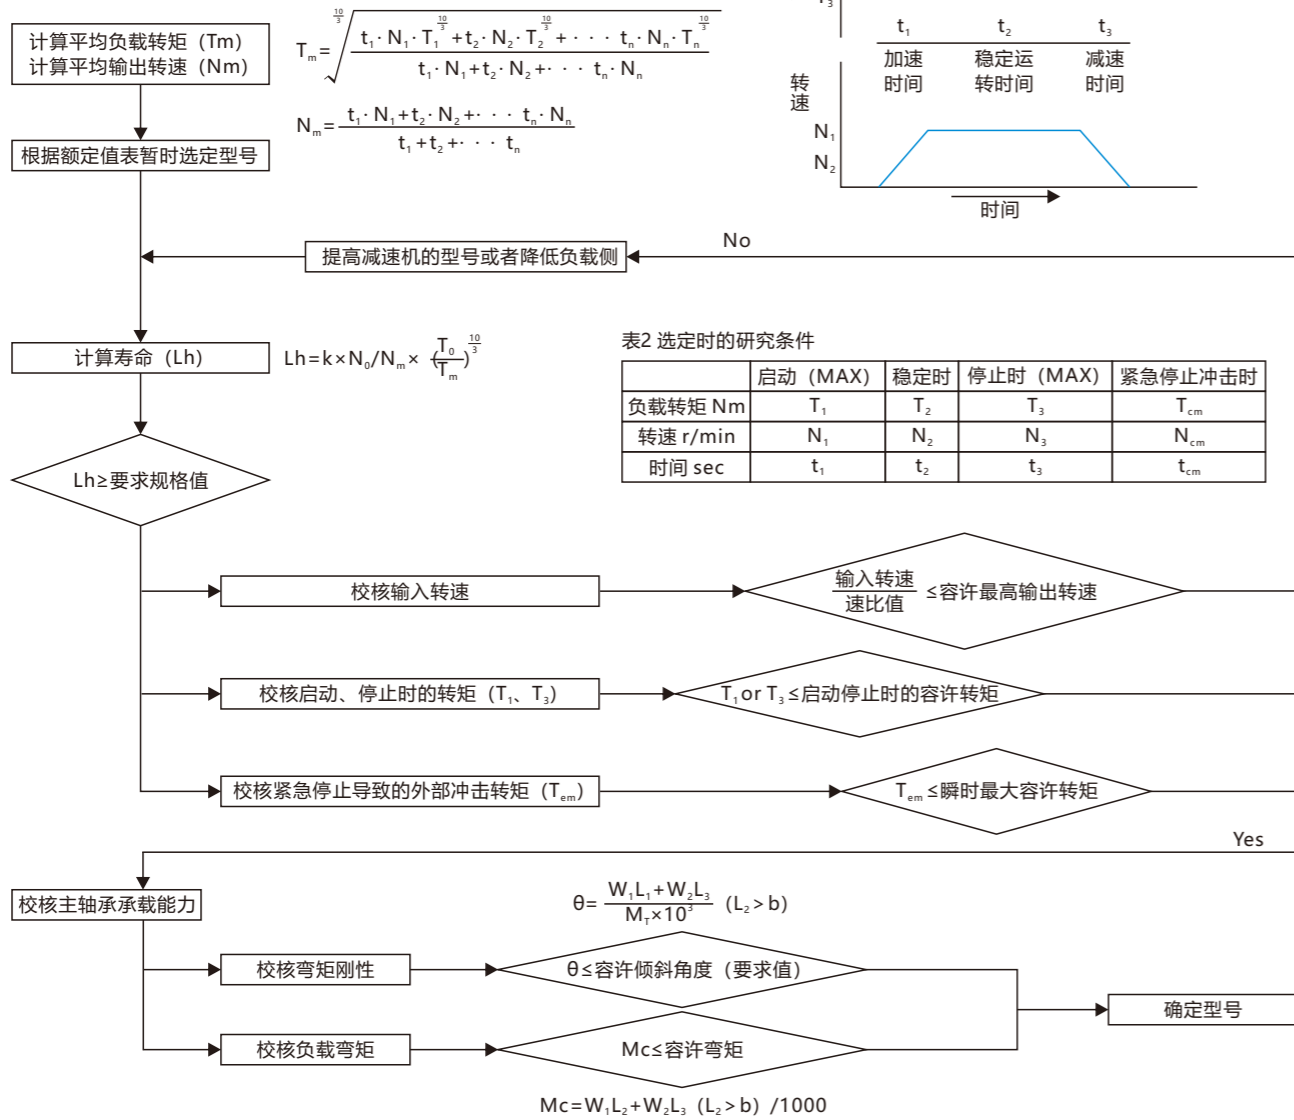 计算平均负载转矩（Tm）
计算平均输出转速（Nm）
T₃
t₁ t₂ t₃
加速时间 稳定运转时间 减速时间
Tm= 10/3√ (t₁·N₁·T₁^(10/3)+t₂·N₂·T₂^(10/3)+···tₙ·Nₙ·Tₙ^(10/3)) / (t₁·N₁+t₂·N₂+···tₙ·Nₙ)
Nm= (t₁·N₁+t₂·N₂+···tₙ·Nₙ) / (t₁+t₂+···tₙ)
转速
N₁
N₂
时间
根据额定值表暂时选定型号
提高减速机的型号或者降低负载侧
No
计算寿命（Lh）
Lh=k×N₀/Nm× (T₀/Tm)^(10/3)
表2 选定时的研究条件
启动（MAX） 稳定时 停止时（MAX） 紧急停止冲击时
负载转矩 Nm T₁ T₂ T₃ Tcm
转速 r/min N₁ N₂ N₃ Ncm
时间 sec t₁ t₂ t₃ tcm
Lh≥要求规格值
校核输入转速
输入转速/速比值 ≤容许最高输出转速
校核启动、停止时的转矩（T₁、T₃）
T₁or T₃≤启动停止时的容许转矩
校核紧急停止导致的外部冲击转矩（Tem）
Tem≤瞬时最大容许转矩
Yes
校核主轴承承载能力
θ= (W₁L₁+W₂L₃) / (M_T×10³) （L₂>b）
校核弯矩刚性
θ≤容许倾斜角度（要求值）
确定型号
校核负载弯矩
Mc≤容许弯矩
Mc=W₁L₂+W₂L₃（L₂>b）/1000